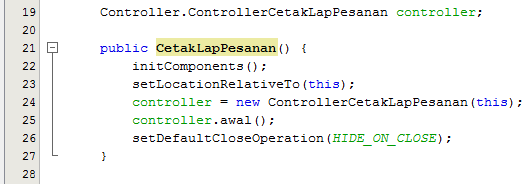 19 Controller.ControllerCetakLapPesanan controller;
20
21 public CetakLapPesanan() {
22 initComponents();
23 setLocationRelativeTo(this);
24 controller = new ControllerCetakLapPesanan(this);
25 controller.awal();
26 setDefaultCloseOperation(HIDE_ON_CLOSE);
27 }
28